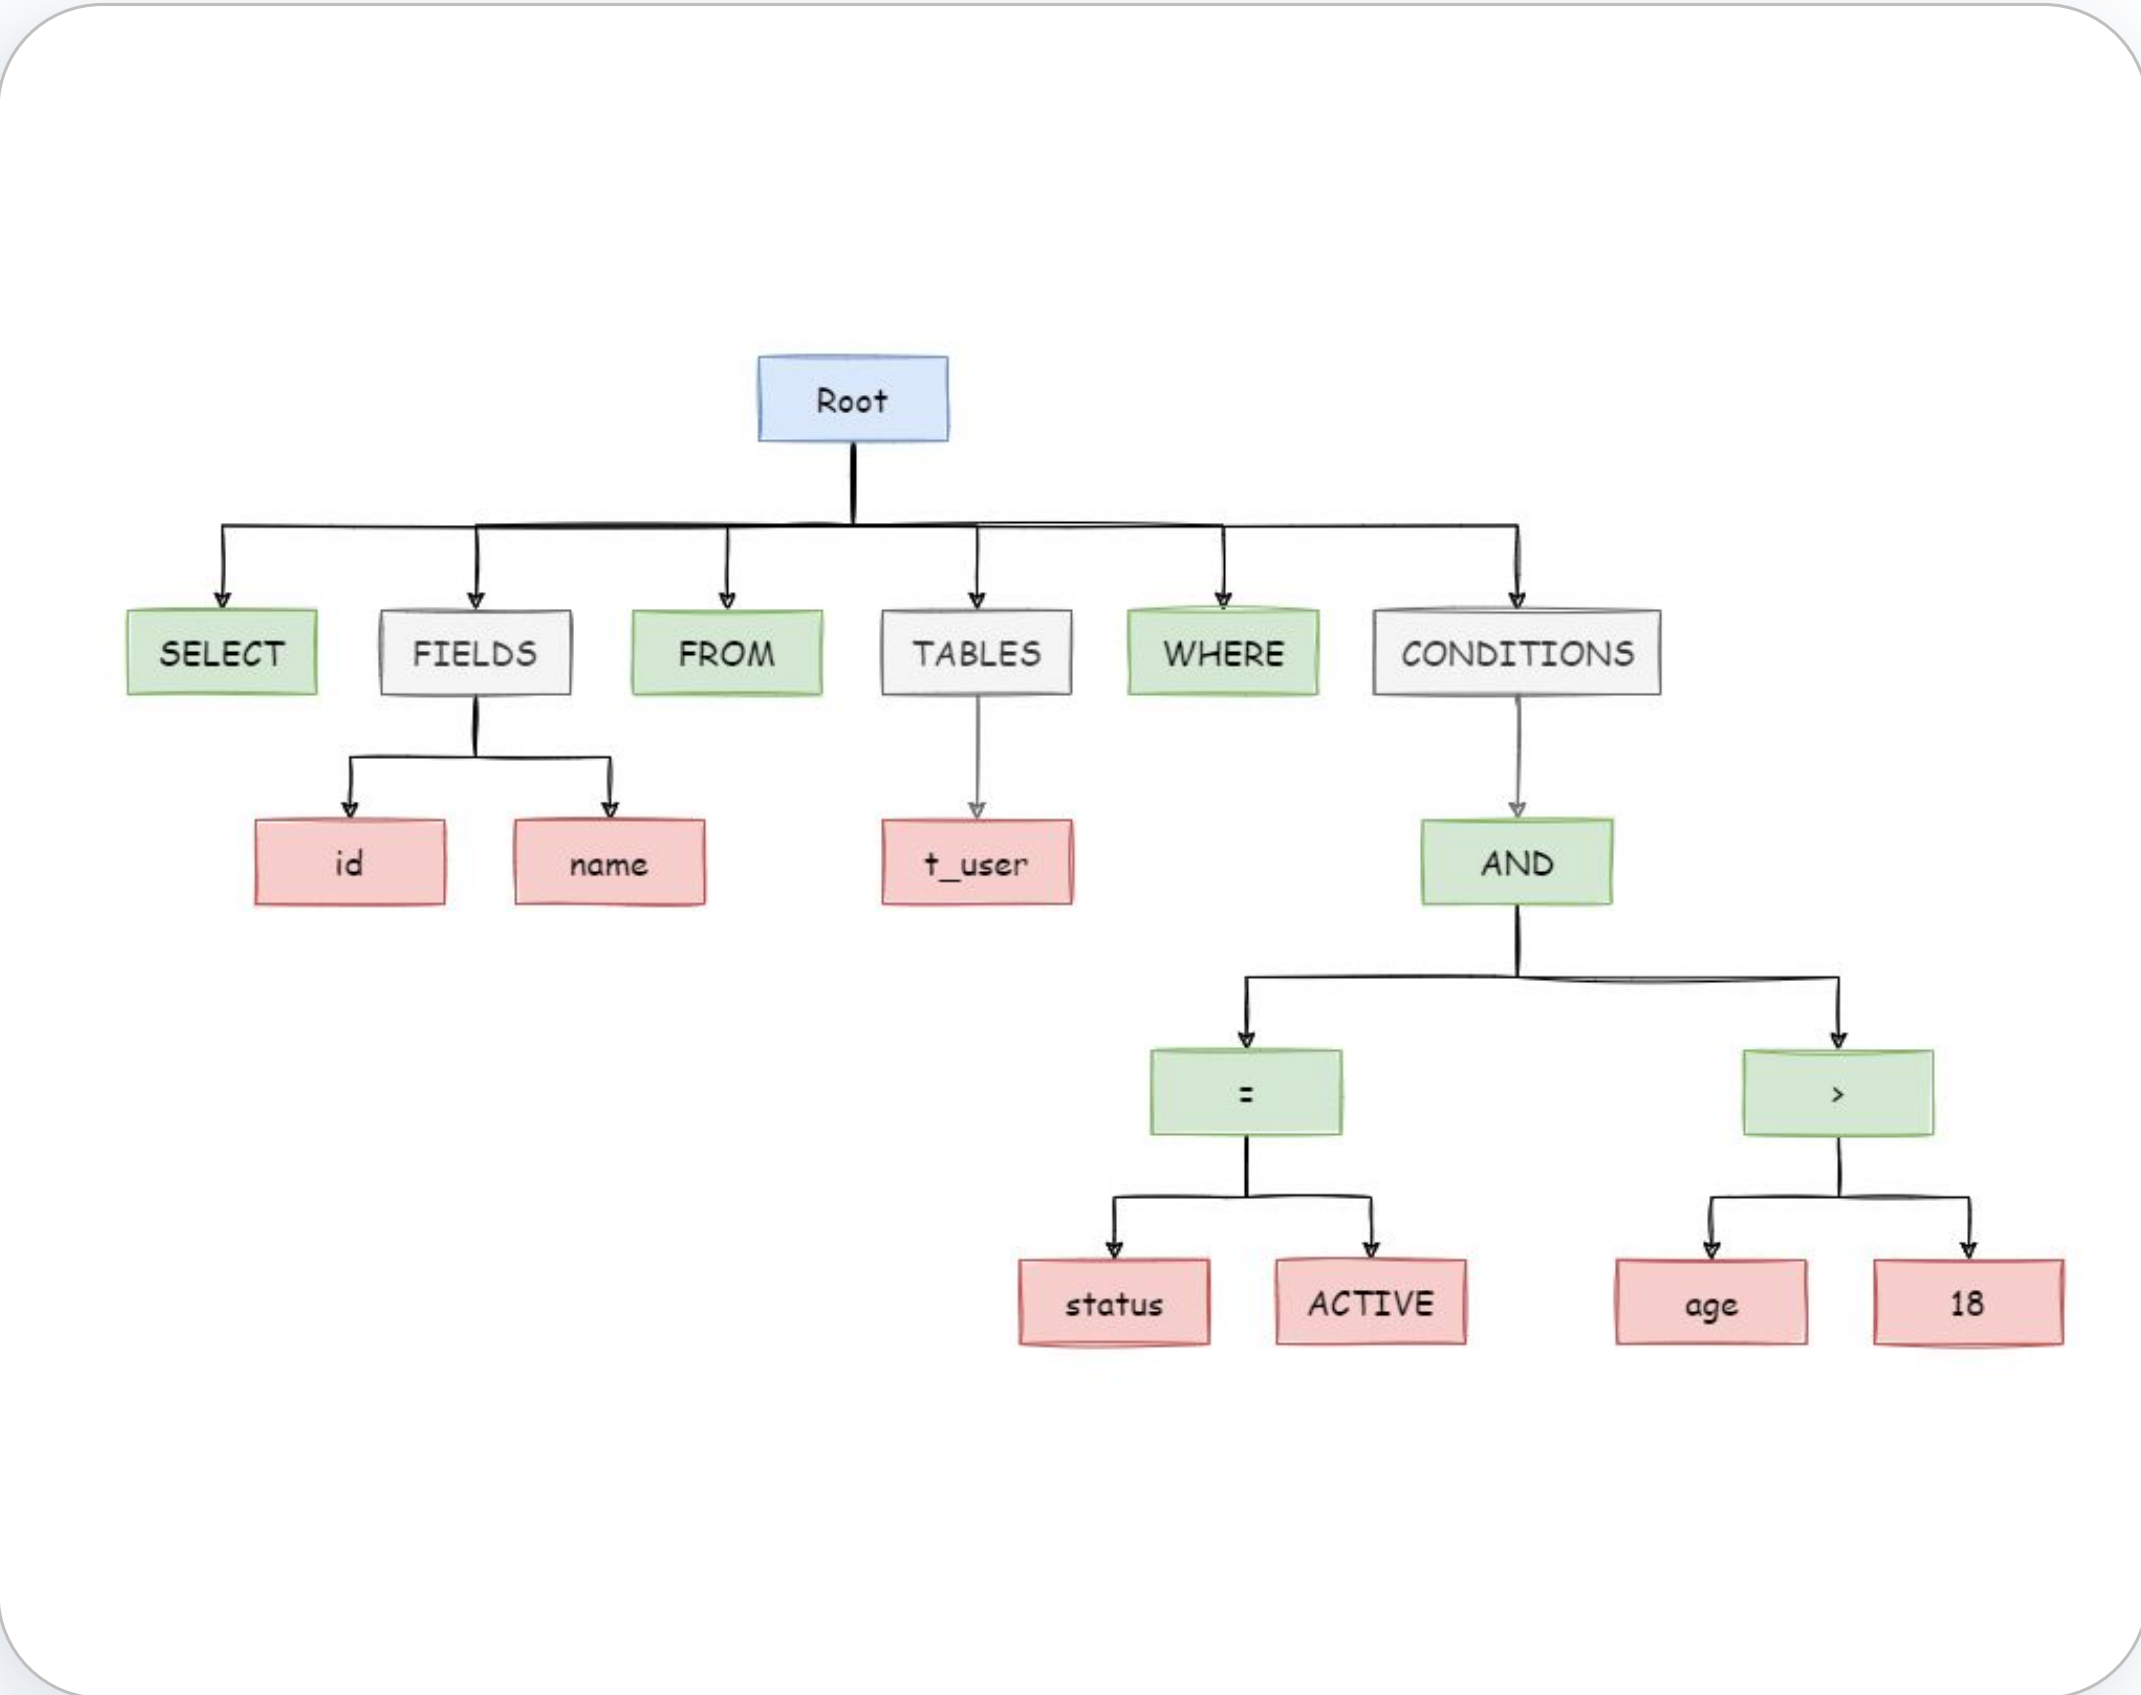 Root
SELECT FIELDS FROM TABLES WHERE CONDITIONS
id name t_user AND
= >
status ACTIVE age 18